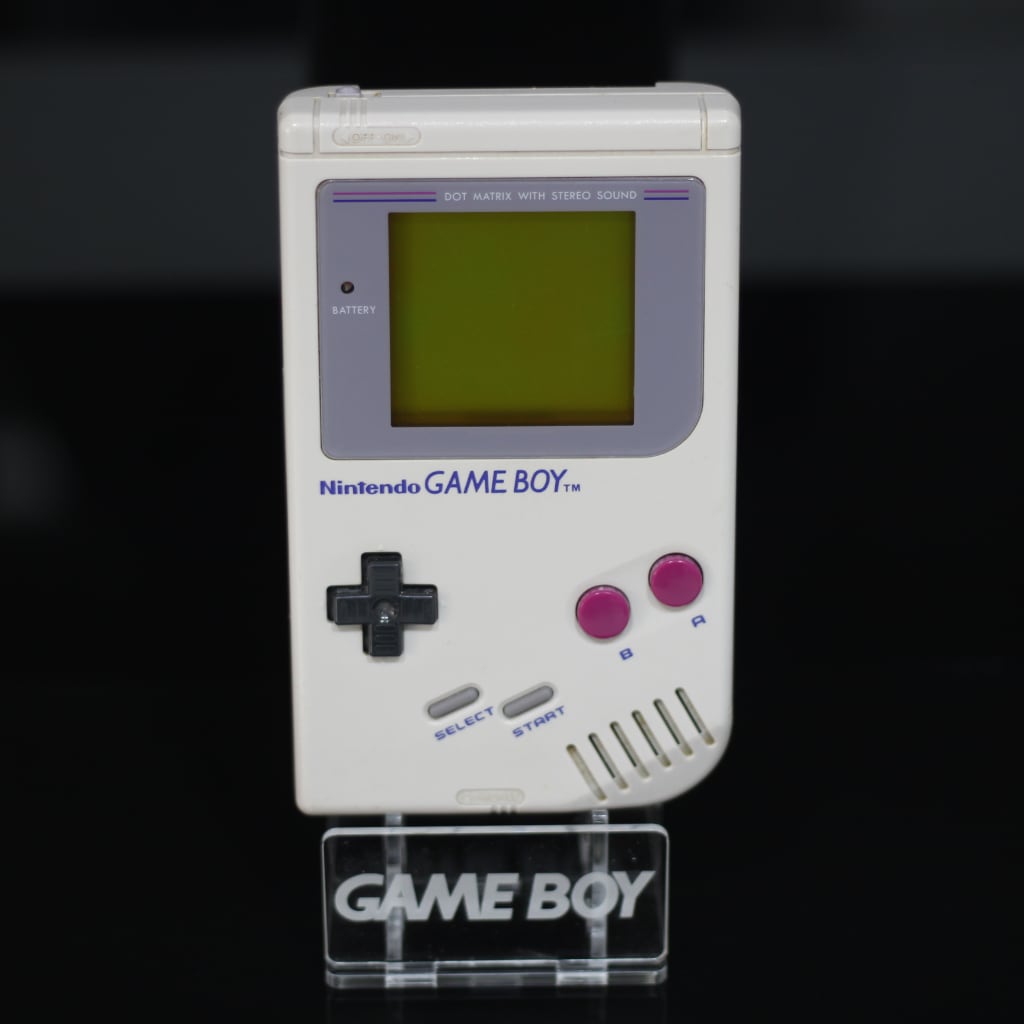 OFF•ON
DOT MATRIX WITH STEREO SOUND
BATTERY
Nintendo GAME BOY™
A
B
SELECT
START
GAME BOY